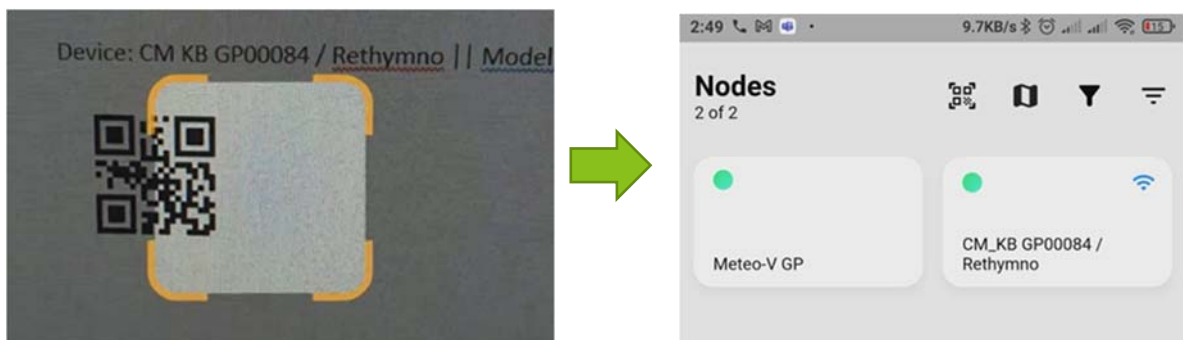 Device: CM KB GP00084 / Rethymno || Model
2:49
9.7KB/s
15
Nodes
2 of 2
Meteo-V GP
CM_KB GP00084 /
Rethymno